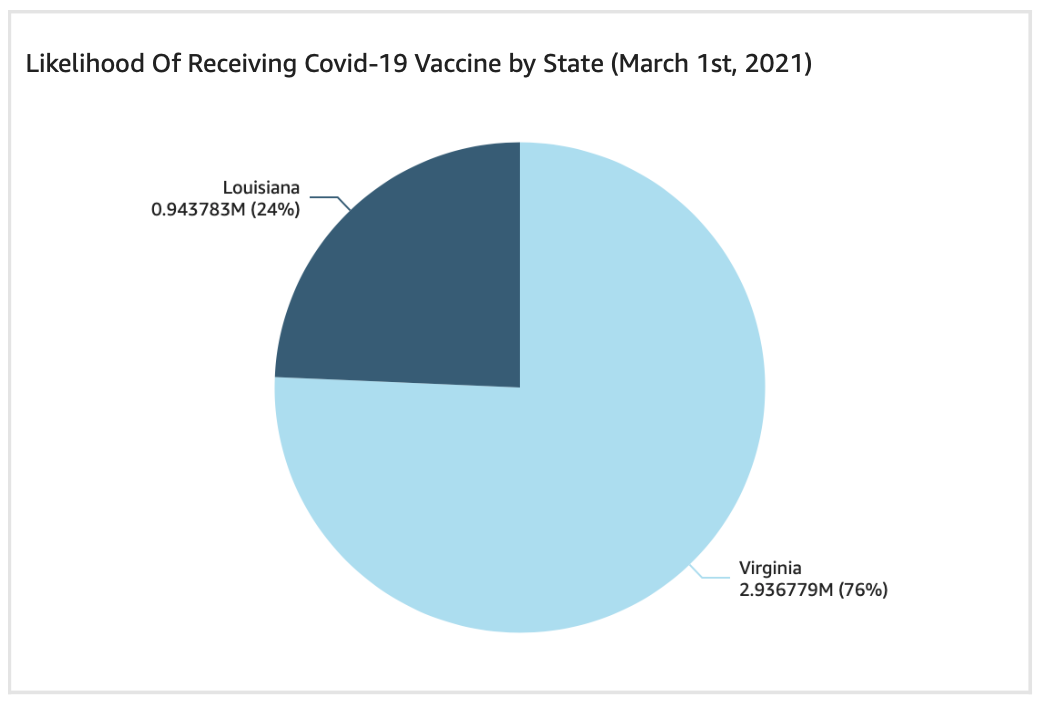 Likelihood Of Receiving Covid-19 Vaccine by State (March 1st, 2021)
Louisiana
0.943783M (24%)
Virginia
2.936779M (76%)